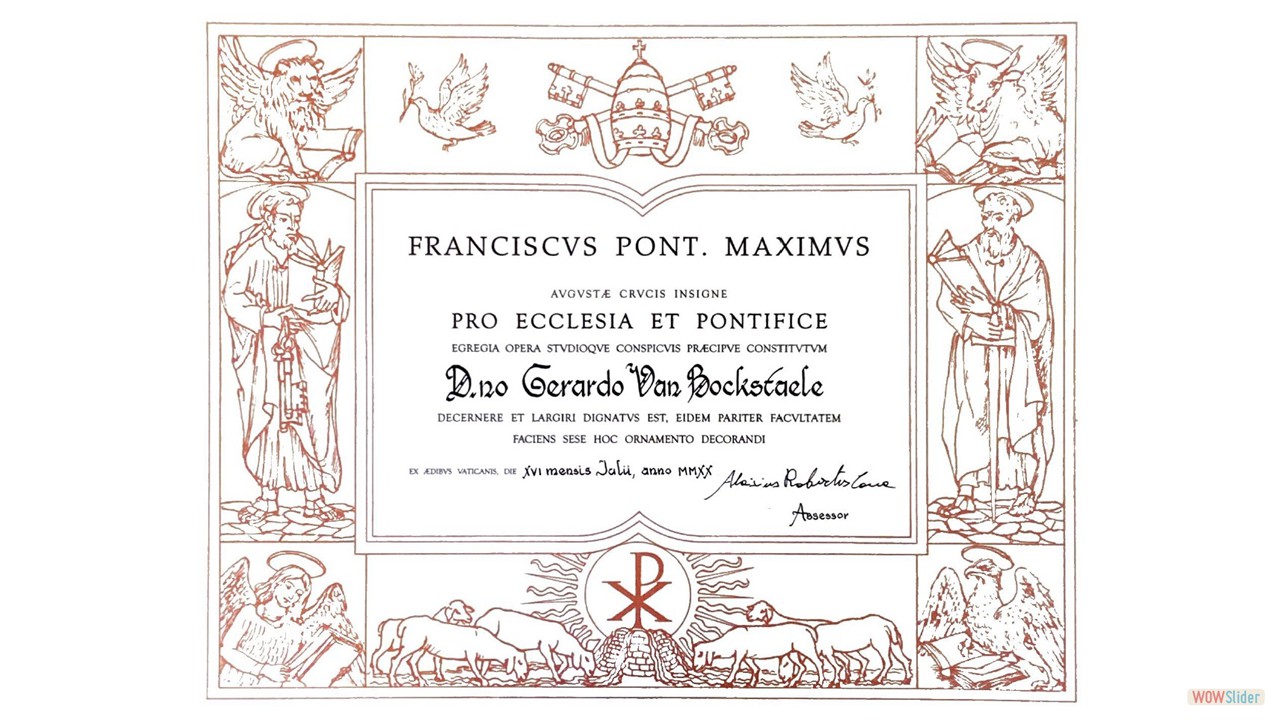 FRANCISCVS PONT. MAXIMVS
AVGVSTÆ CRVCIS INSIGNE
PRO ECCLESIA ET PONTIFICE
EGREGIA OPERA STVDIOQVE CONSPICVIS PRÆCIPVE CONSTITVTVM
D.no Gerardo Van Bockstaele
DECERNERE ET LARGIRI DIGNATVS EST, EIDEM PARITER FACVLTATEM
FACIENS SESE HOC ORNAMENTO DECORANDI
EX ÆDIBVS VATICANIS, DIE XVI mensis Julii, anno MMXX
Assessor
WOWSlider